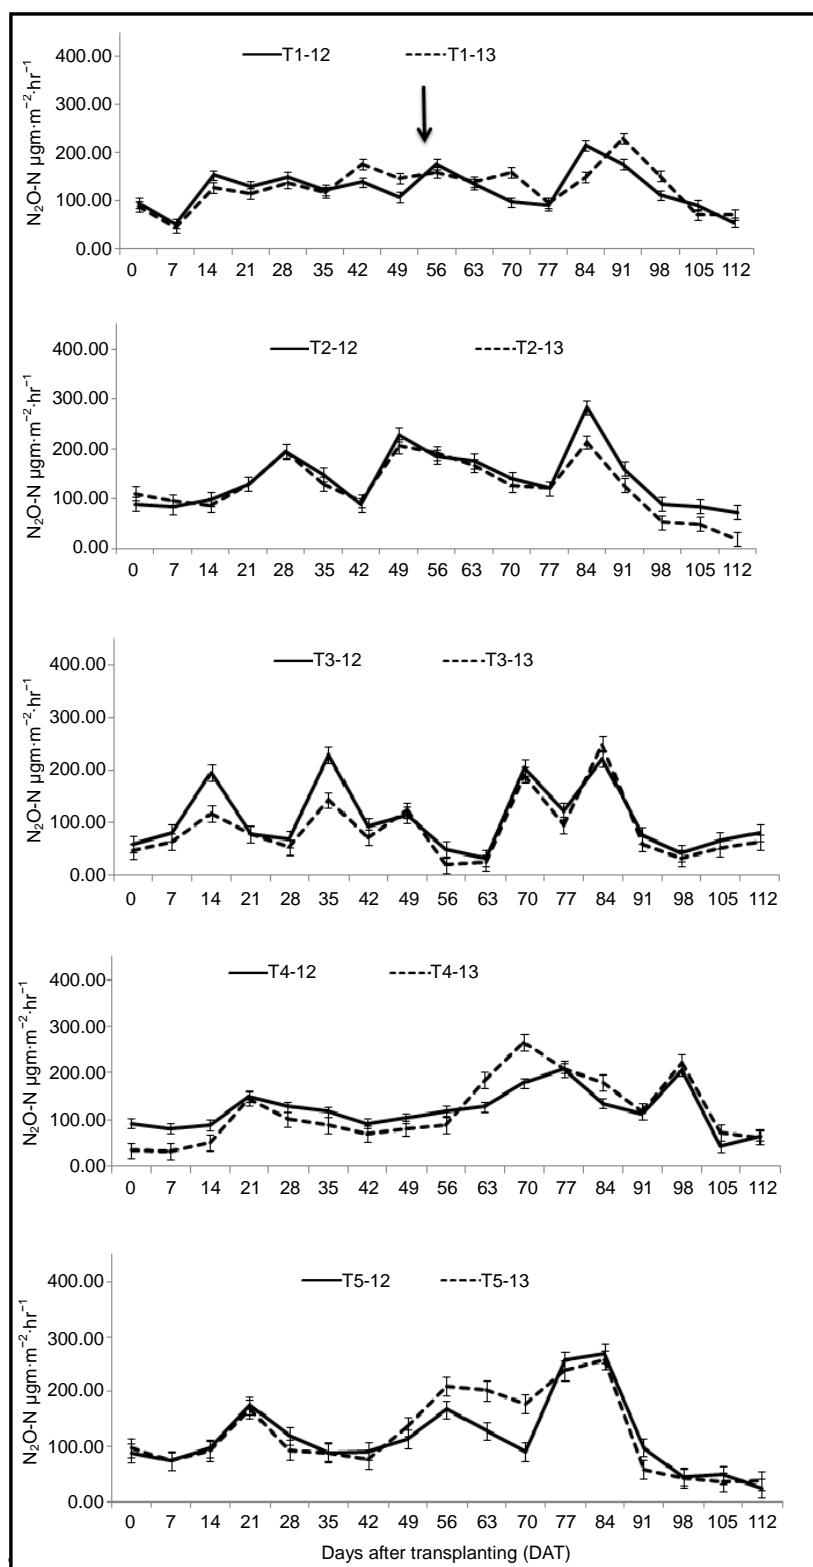 T1-12 T1-13
400.00
300.00
200.00
100.00
0.00
N₂O-N µgm·m⁻²·hr⁻¹
0 7 14 21 28 35 42 49 56 63 70 77 84 91 98 105 112
T2-12 T2-13
400.00
300.00
200.00
100.00
0.00
N₂O-N µgm·m⁻²·hr⁻¹
0 7 14 21 28 35 42 49 56 63 70 77 84 91 98 105 112
T3-12 T3-13
400.00
300.00
200.00
100.00
0.00
N₂O-N µgm·m⁻²·hr⁻¹
0 7 14 21 28 35 42 49 56 63 70 77 84 91 98 105 112
T4-12 T4-13
400.00
300.00
200.00
100.00
0.00
N₂O-N µgm·m⁻²·hr⁻¹
0 7 14 21 28 35 42 49 56 63 70 77 84 91 98 105 112
T5-12 T5-13
400.00
300.00
200.00
100.00
0.00
N₂O-N µgm·m⁻²·hr⁻¹
0 7 14 21 28 35 42 49 56 63 70 77 84 91 98 105 112
Days after transplanting (DAT)